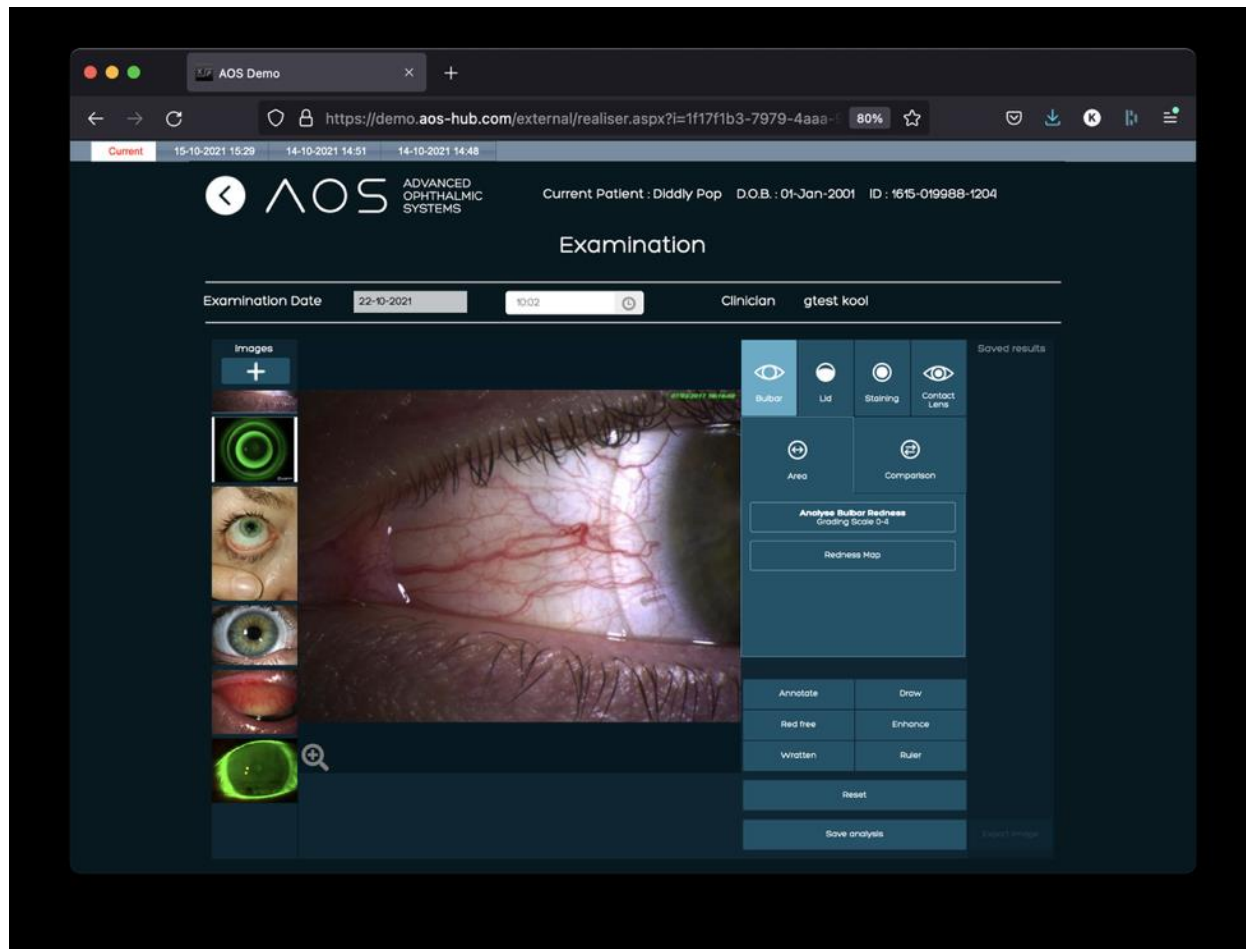 AOS Demo
https://demo.aos-hub.com/external/realiser.aspx?i=1f17f1b3-7979-4aaa-
80%
Current 15-10-2021 15:29 14-10-2021 14:51 14-10-2021 14:48
AOS
ADVANCED
OPHTHALMIC
SYSTEMS
Current Patient : Diddly Pop D.O.B. : 01-Jan-2001 ID : 1615-019988-1204
Examination
Examination Date 22-10-2021 10:02 Clinician gtest kool
Images
Saved results
Bulbar
Lid
Staining
Contact
Lens
Area
Comparison
Analyse Bulbar Redness
Grading Scale 0-4
Redness Map
Annotate Draw
Red free Enhance
Wratten Ruler
Reset
Save analysis
Export Image